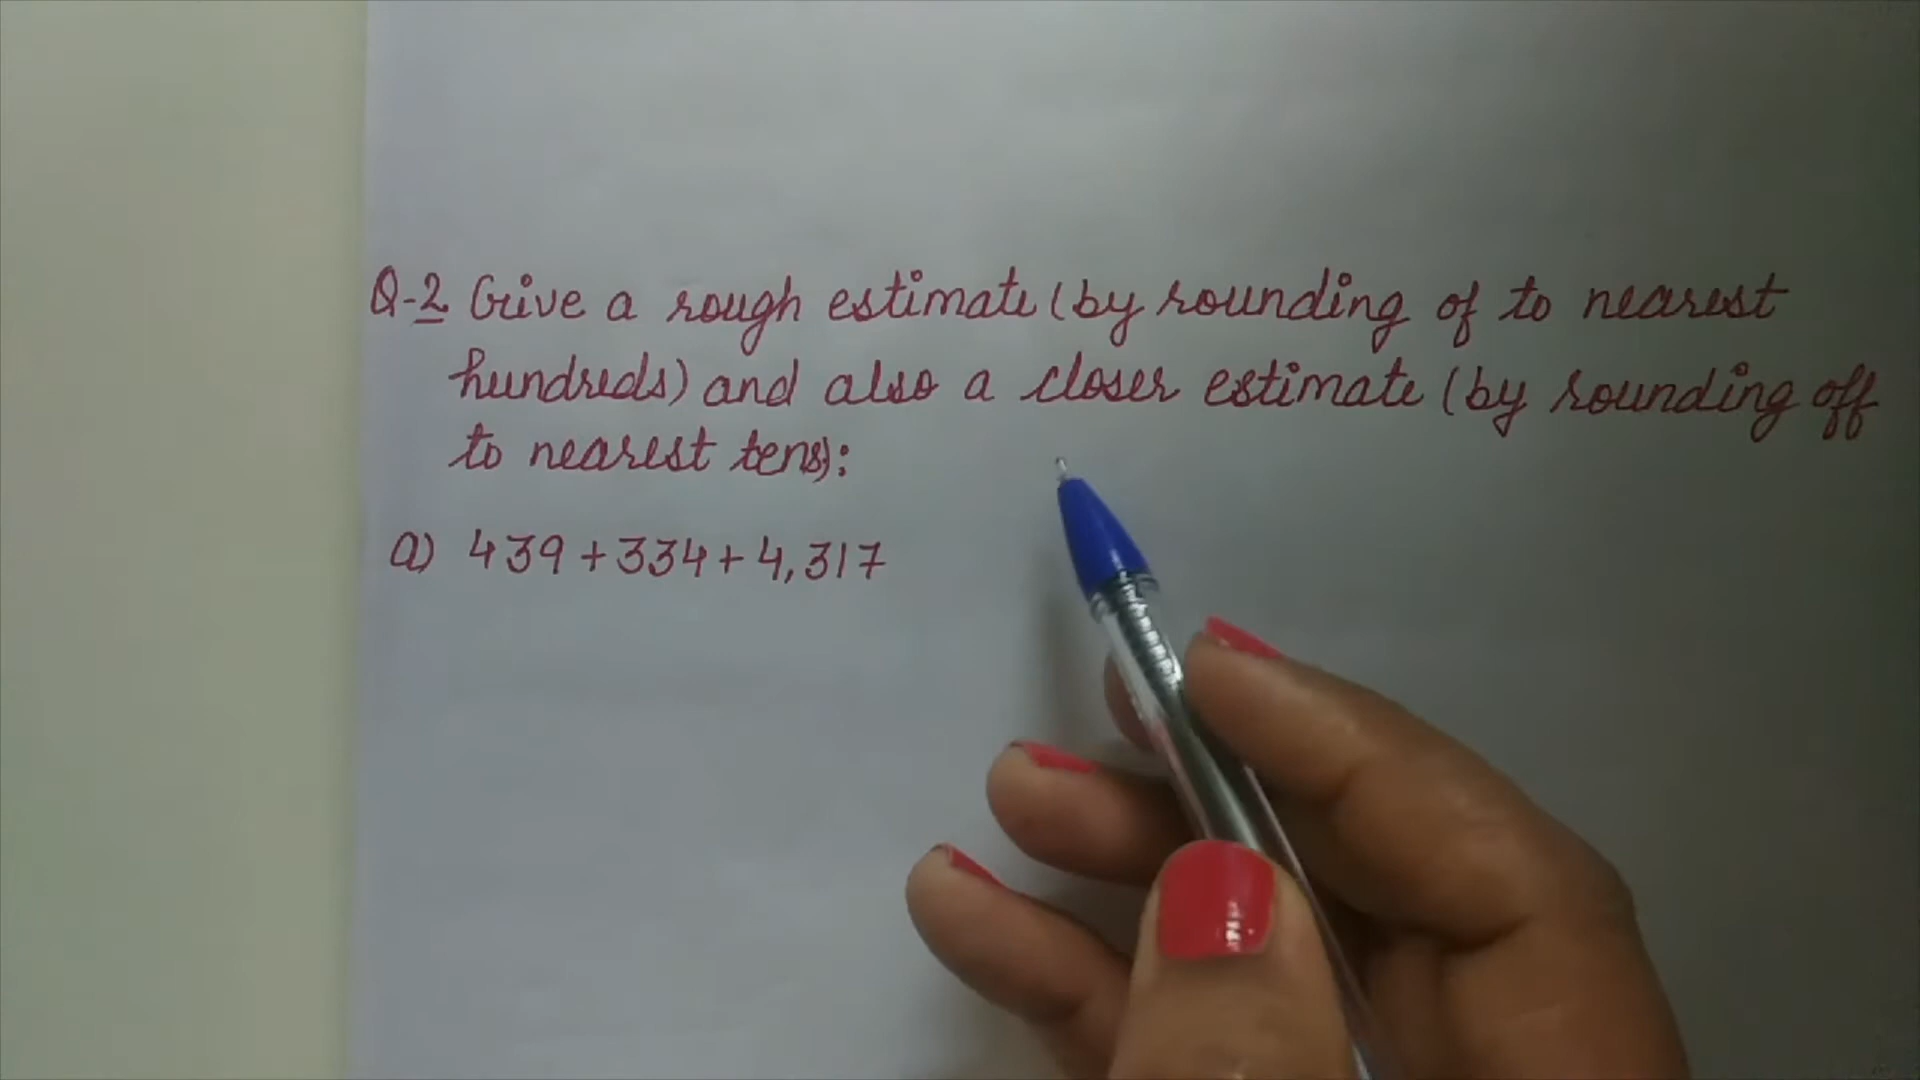 Q-2 Give a rough estimate (by rounding of to nearest
hundreds) and also a closer estimate (by rounding off
to nearest tens):
a) 439+334+4,317